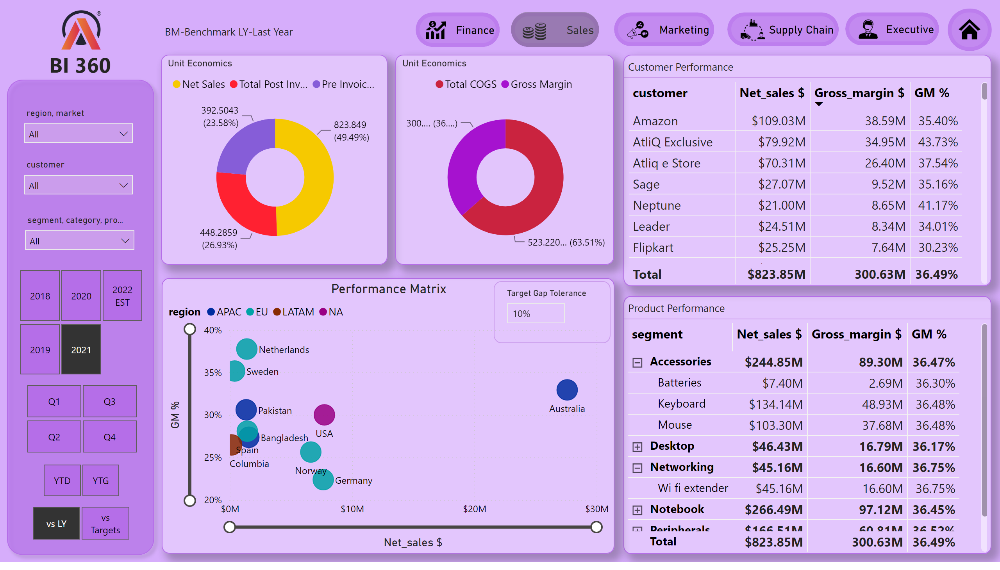 ®
BI 360
BM-Benchmark LY-Last Year
Finance
Sales
Marketing
Supply Chain
Executive
region, market
All
customer
All
segment, category, pro...
All
2018
2020
2022
EST
2019
2021
Q1
Q3
Q2
Q4
YTD
YTG
vs LY
vs
Targets
Unit Economics
Net Sales Total Post Inv... Pre Invoic...
392.5043
(23.58%)
823.849
(49.49%)
448.2859
(26.93%)
Unit Economics
Total COGS Gross Margin
300.... (36....)
523.220... (63.51%)
Customer Performance
customer Net_sales $ Gross_margin $ GM %
Amazon $109.03M 38.59M 35.40%
AtliQ Exclusive $79.92M 34.95M 43.73%
Atliq e Store $70.31M 26.40M 37.54%
Sage $27.07M 9.52M 35.16%
Neptune $21.00M 8.65M 41.17%
Leader $24.51M 8.34M 34.01%
Flipkart $25.25M 7.64M 30.23%
Total $823.85M 300.63M 36.49%
Performance Matrix
Target Gap Tolerance
10%
region APAC EU LATAM NA
GM %
40%
35%
30%
25%
20%
Netherlands
Sweden
Pakistan
Australia
USA
Bangladesh
Spain
Columbia
Norway
Germany
$0M $10M $20M $30M
Net_sales $
Product Performance
segment Net_sales $ Gross_margin $ GM %
Accessories $244.85M 89.30M 36.47%
Batteries $7.40M 2.69M 36.30%
Keyboard $134.14M 48.93M 36.48%
Mouse $103.30M 37.68M 36.48%
Desktop $46.43M 16.79M 36.17%
Networking $45.16M 16.60M 36.75%
Wi fi extender $45.16M 16.60M 36.75%
Notebook $266.49M 97.12M 36.45%
Peripherals $166.51M 60.81M 36.52%
Total $823.85M 300.63M 36.49%